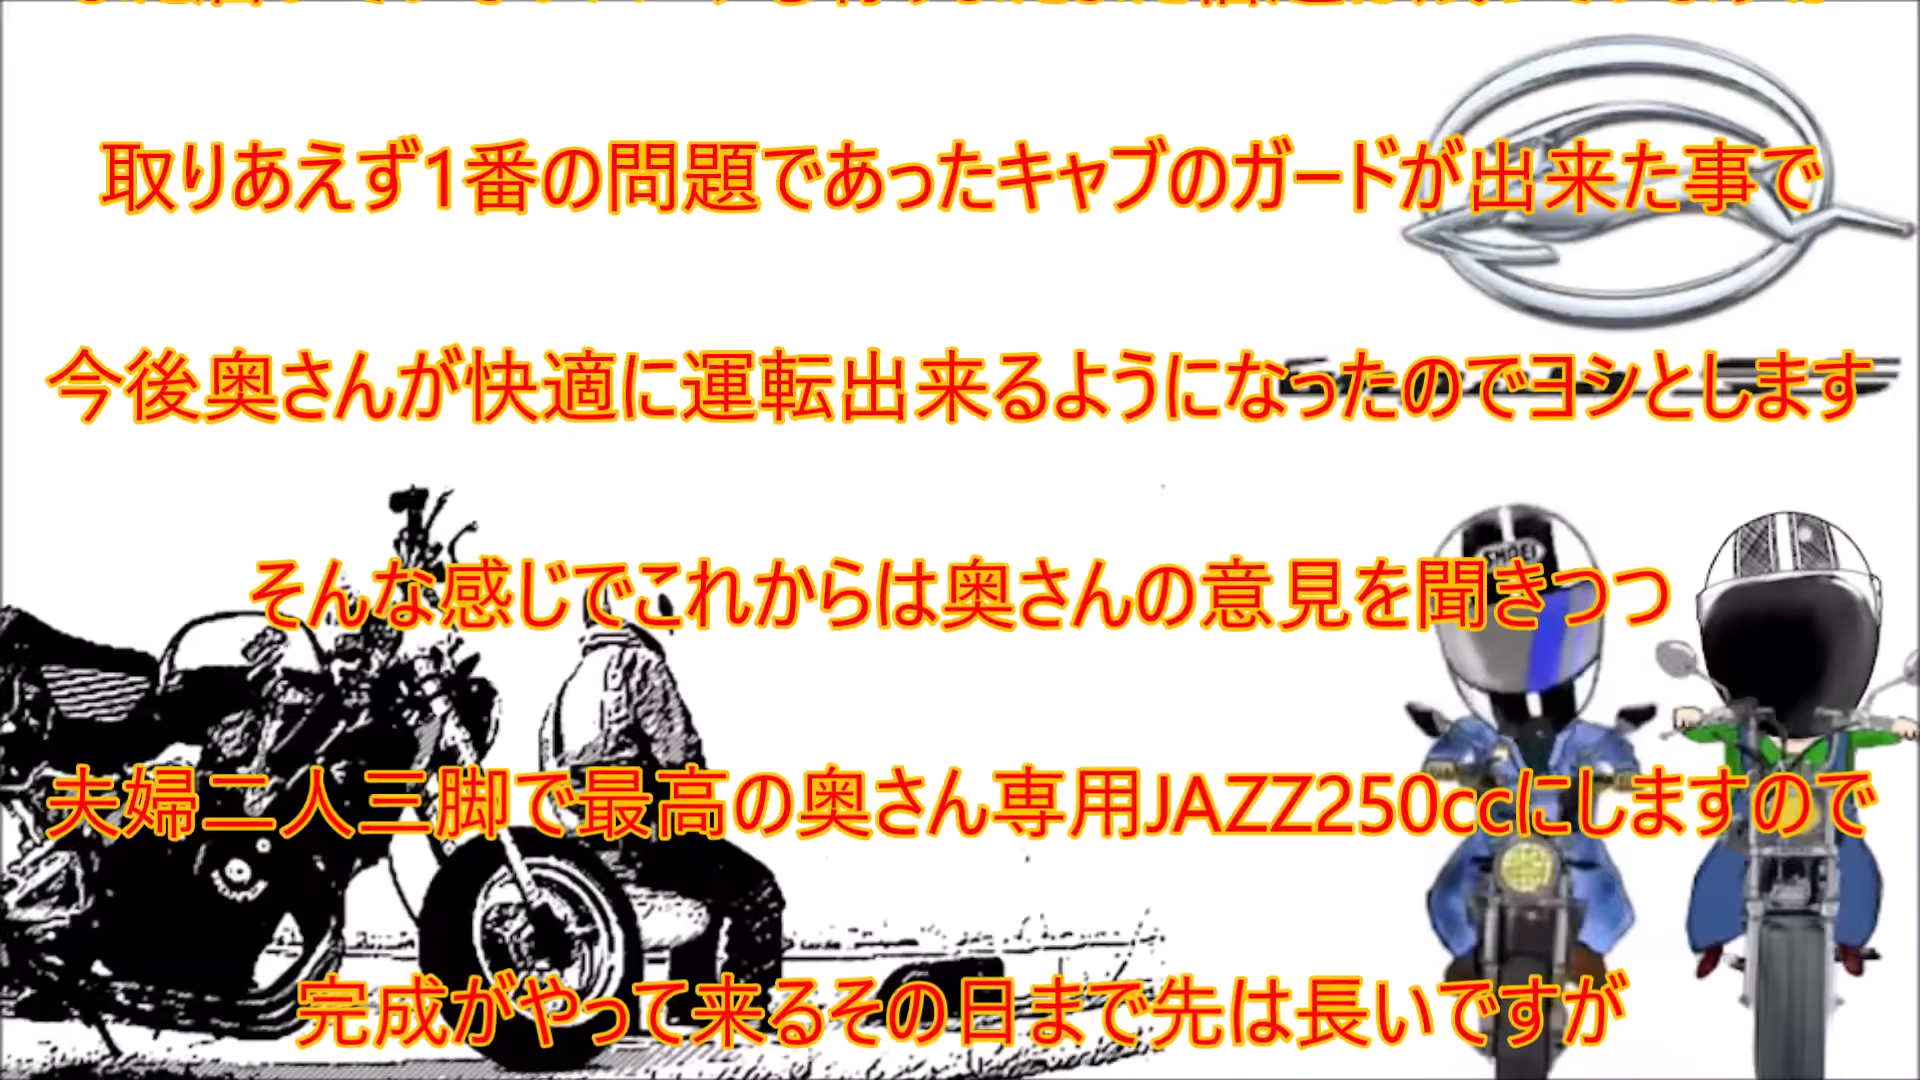 取りあえず1番の問題であったキャブのガードが出来た事で
今後奥さんが快適に運転出来るようになったのでヨシとします
SHOEI
そんな感じでこれからは奥さんの意見を聞きつつ
夫婦二人三脚で最高の奥さん専用JAZZ250ccにしますので
完成がやって来るその日まで先は長いですが